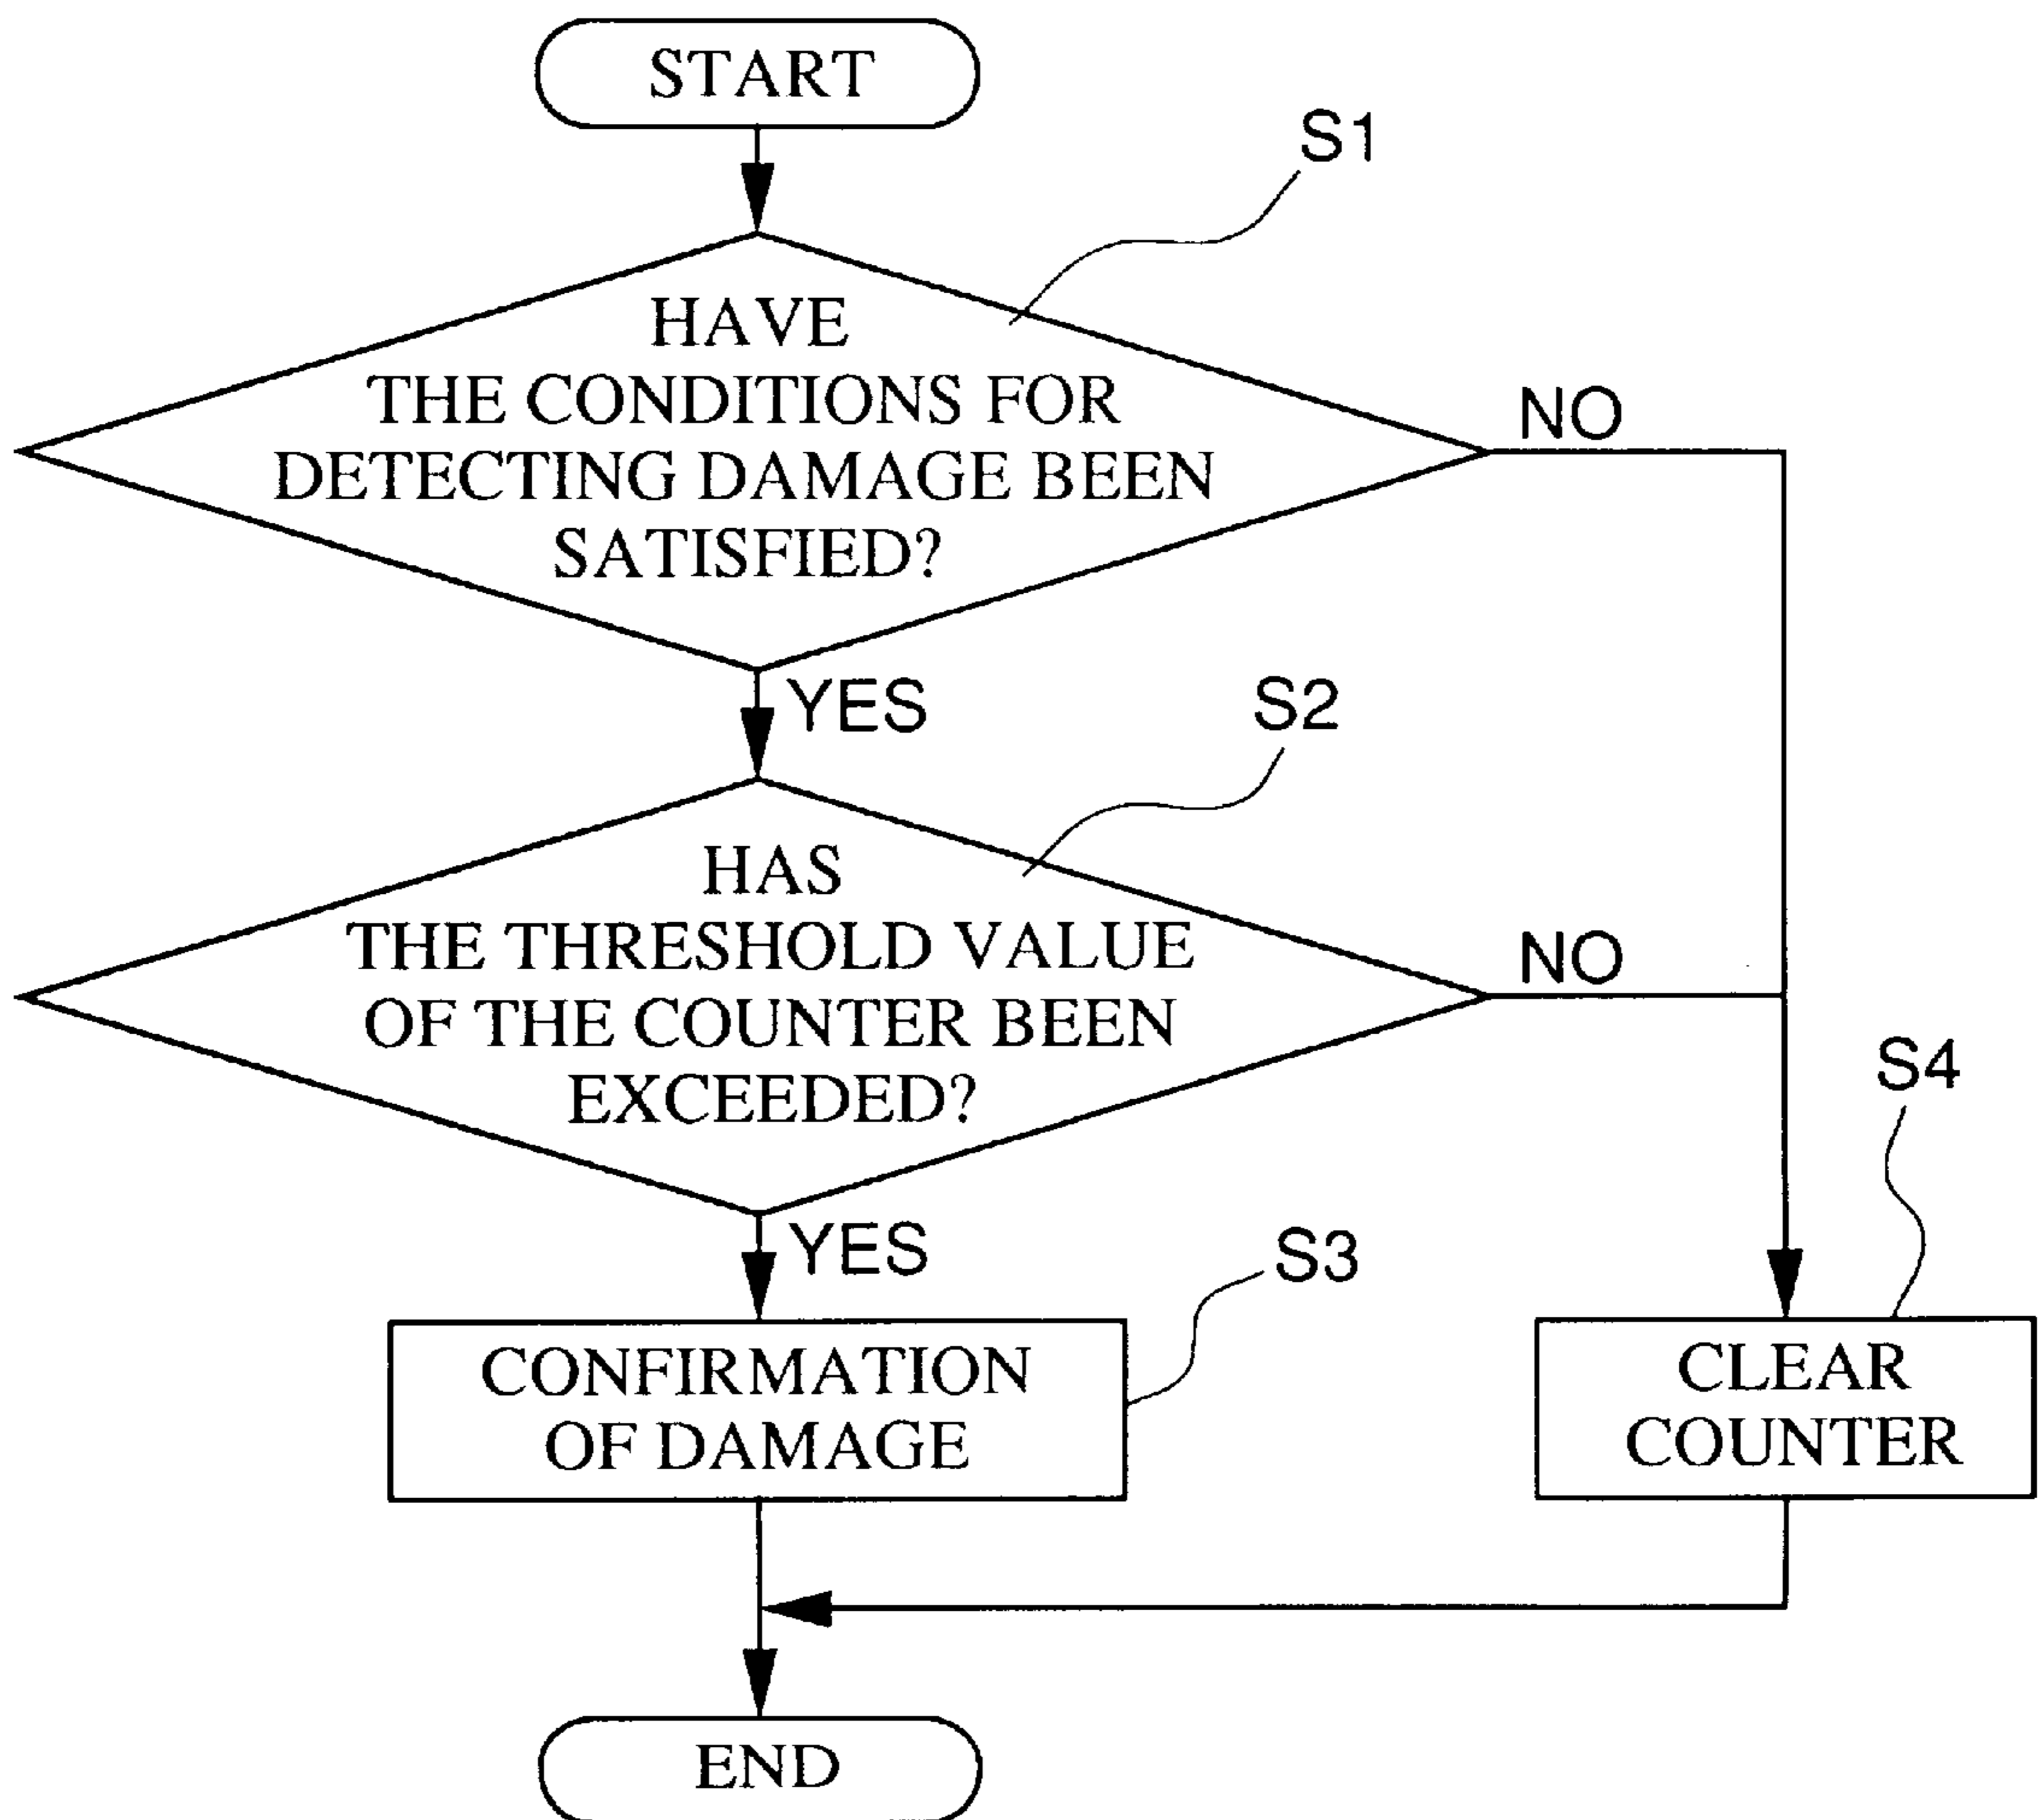 START
S1
HAVE
THE CONDITIONS FOR
DETECTING DAMAGE BEEN
SATISFIED?
NO
YES
S2
HAS
THE THRESHOLD VALUE
OF THE COUNTER BEEN
EXCEEDED?
NO
YES
S3
S4
CONFIRMATION
OF DAMAGE
CLEAR
COUNTER
END